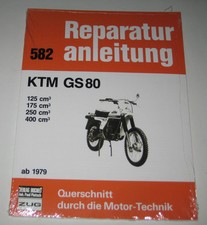 Reparatur
582 anleitung
KTM GS80
125 cm³
175 cm³
250 cm³
400 cm³
ab 1979
ZUG
Querschnitt
durch die Motor-Technik